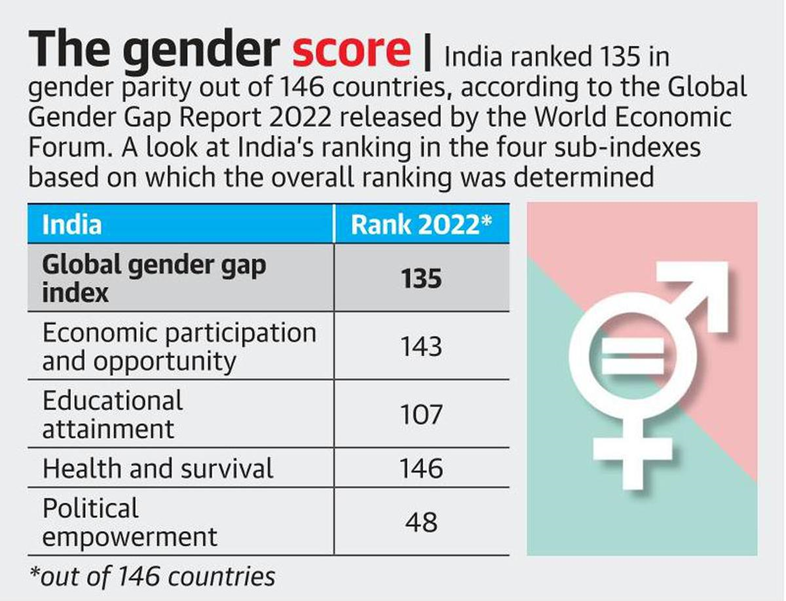 The gender score | India ranked 135 in
gender parity out of 146 countries, according to the Global
Gender Gap Report 2022 released by the World Economic
Forum. A look at India’s ranking in the four sub-indexes
based on which the overall ranking was determined
India Rank 2022*
Global gender gap
index 135
Economic participation
and opportunity 143
Educational
attainment 107
Health and survival 146
Political
empowerment 48
*out of 146 countries